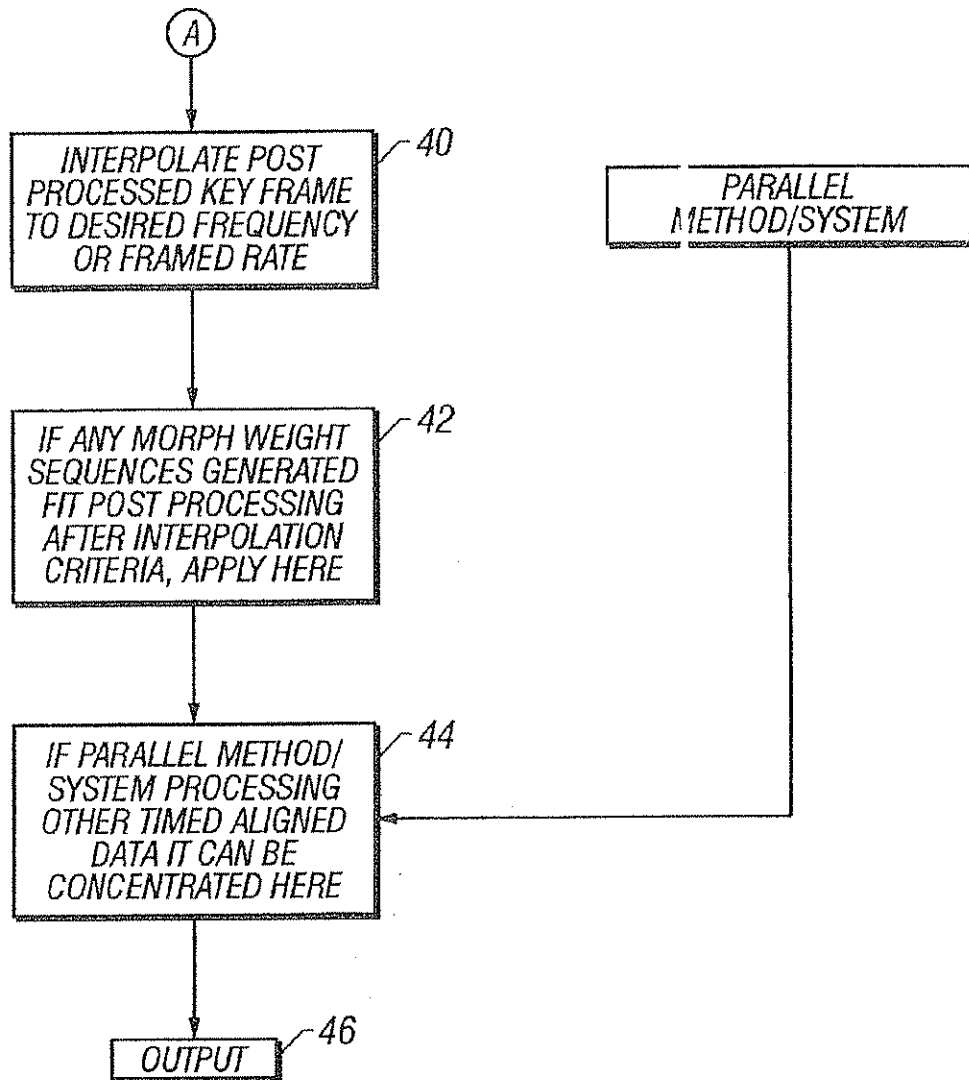 A
INTERPOLATE POST
PROCESSED KEY FRAME
TO DESIRED FREQUENCY
OR FRAMED RATE
40
PARALLEL
METHOD/SYSTEM
IF ANY MORPH WEIGHT
SEQUENCES GENERATED
FIT POST PROCESSING
AFTER INTERPOLATION
CRITERIA, APPLY HERE
42
IF PARALLEL METHOD/
SYSTEM PROCESSING
OTHER TIMED ALIGNED
DATA IT CAN BE
CONCENTRATED HERE
44
OUTPUT
46